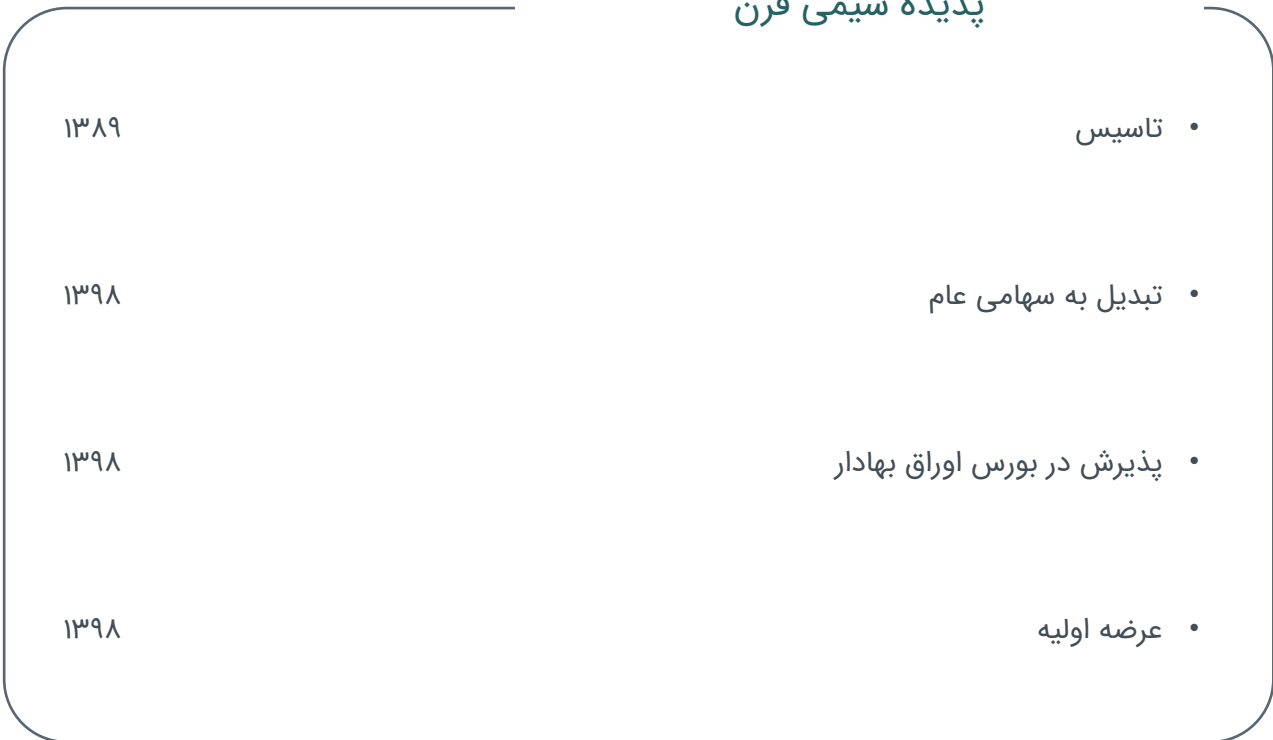 پدیده شیمی قرن
• تاسیس ۱۳۸۹
• تبدیل به سهامی عام ۱۳۹۸
• پذیرش در بورس اوراق بهادار ۱۳۹۸
• عرضه اولیه ۱۳۹۸